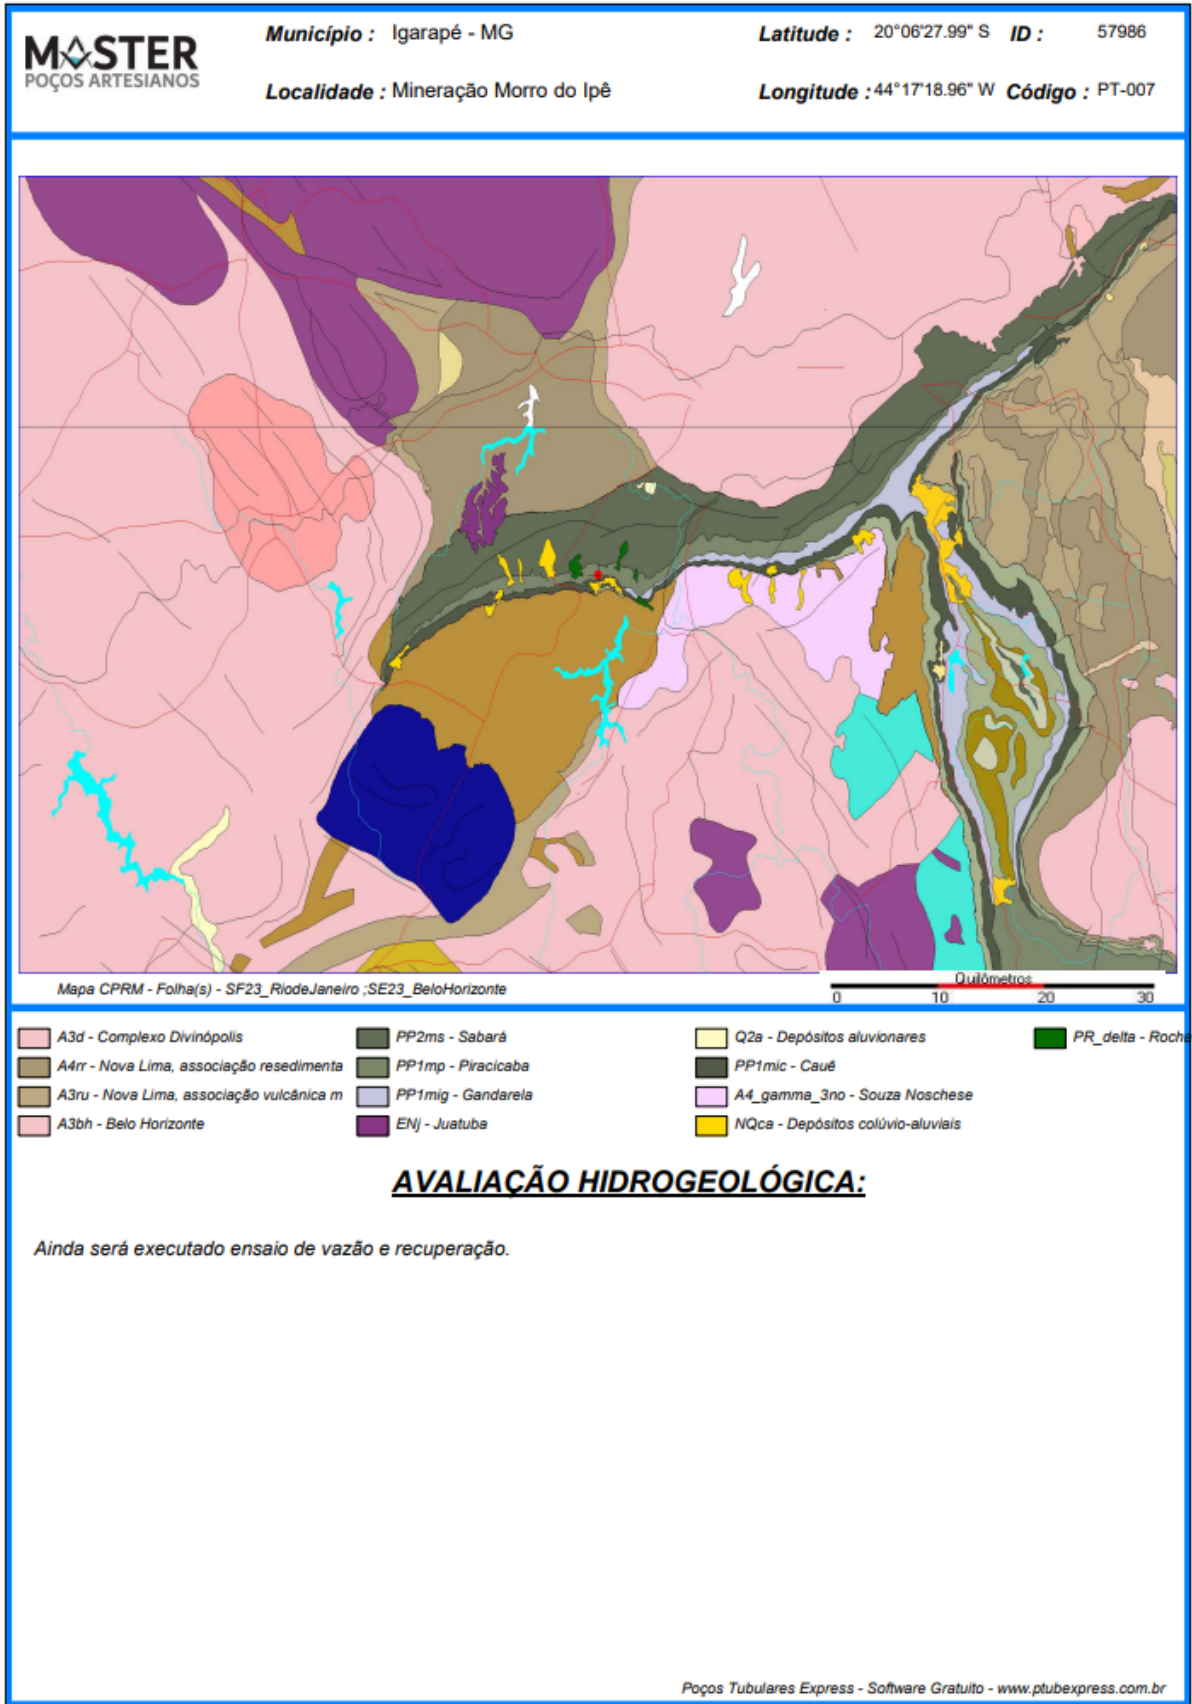 MASTER
POÇOS ARTESIANOS
Município : Igarapé - MG
Latitude : 20°06'27.99" S ID : 57986
Localidade : Mineração Morro do Ipê
Longitude : 44°17'18.96" W Código : PT-007
Mapa CPRM - Folha(s) - SF23_RiodeJaneiro ;SE23_BeloHorizonte
Quilômetros
0 10 20 30
A3d - Complexo Divinópolis
PP2ms - Sabará
Q2a - Depósitos aluvionares
PR_delta - Rocha
A4rr - Nova Lima, associação resedimenta
PP1mp - Piracicaba
PP1mic - Cauê
A3ru - Nova Lima, associação vulcânica m
PP1mig - Gandarela
A4_gamma_3no - Souza Noschese
A3bh - Belo Horizonte
ENj - Juatuba
NQca - Depósitos colúvio-aluviais
AVALIAÇÃO HIDROGEOLÓGICA:
Ainda será executado ensaio de vazão e recuperação.
Poços Tubulares Express - Software Gratuito - www.ptubexpress.com.br